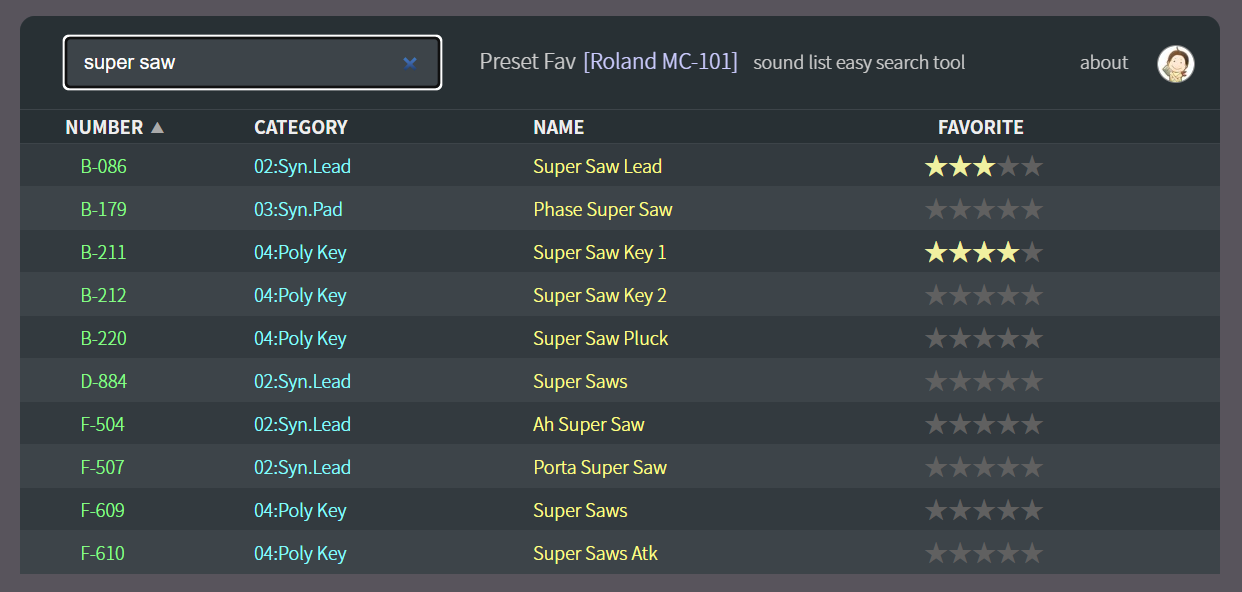 super saw Preset Fav [Roland MC-101] sound list easy search tool about
NUMBER ▲ CATEGORY NAME FAVORITE
B-086 02:Syn.Lead Super Saw Lead ★★★★★
B-179 03:Syn.Pad Phase Super Saw ★★★★★
B-211 04:Poly Key Super Saw Key 1 ★★★★★
B-212 04:Poly Key Super Saw Key 2 ★★★★★
B-220 04:Poly Key Super Saw Pluck ★★★★★
D-884 02:Syn.Lead Super Saws ★★★★★
F-504 02:Syn.Lead Ah Super Saw ★★★★★
F-507 02:Syn.Lead Porta Super Saw ★★★★★
F-609 04:Poly Key Super Saws ★★★★★
F-610 04:Poly Key Super Saws Atk ★★★★★